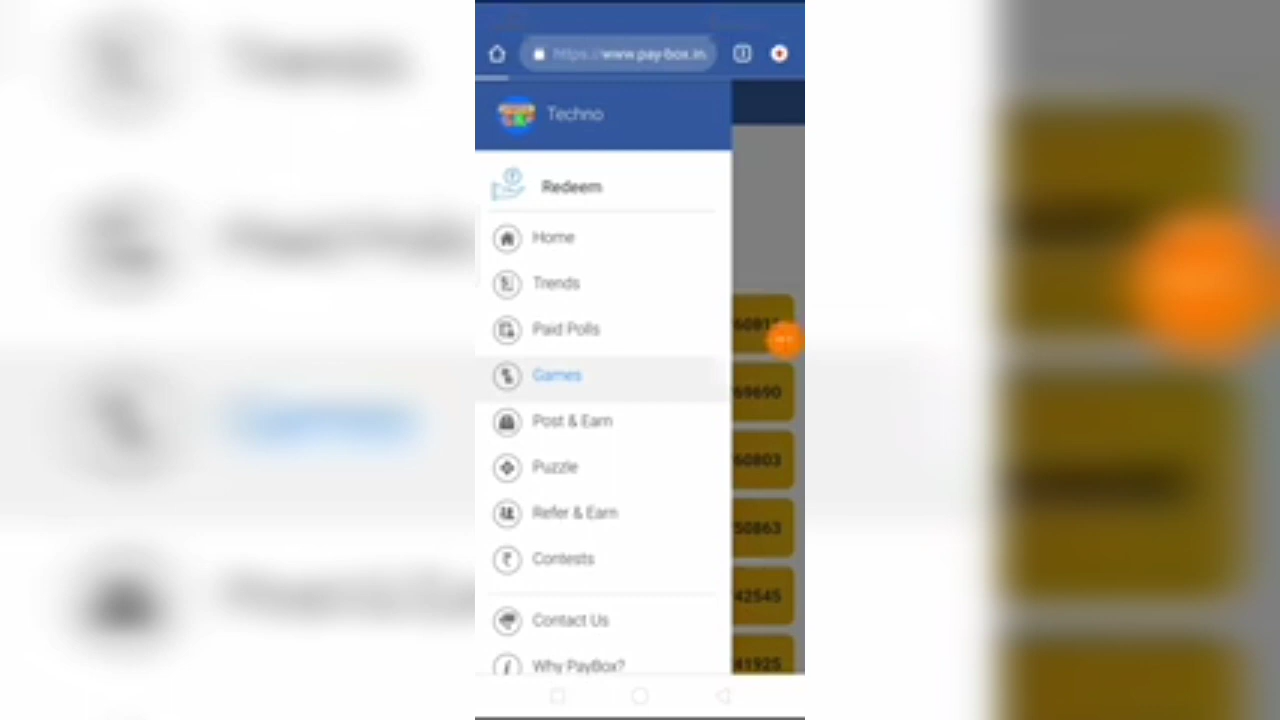 https://www.pay-box.in
Techno
Redeem
Home
Trends
Paid Polls
Games
Post & Earn
Puzzle
Refer & Earn
Contests
Contact Us
Why PayBox?
69690
60803
50863
42545
41925